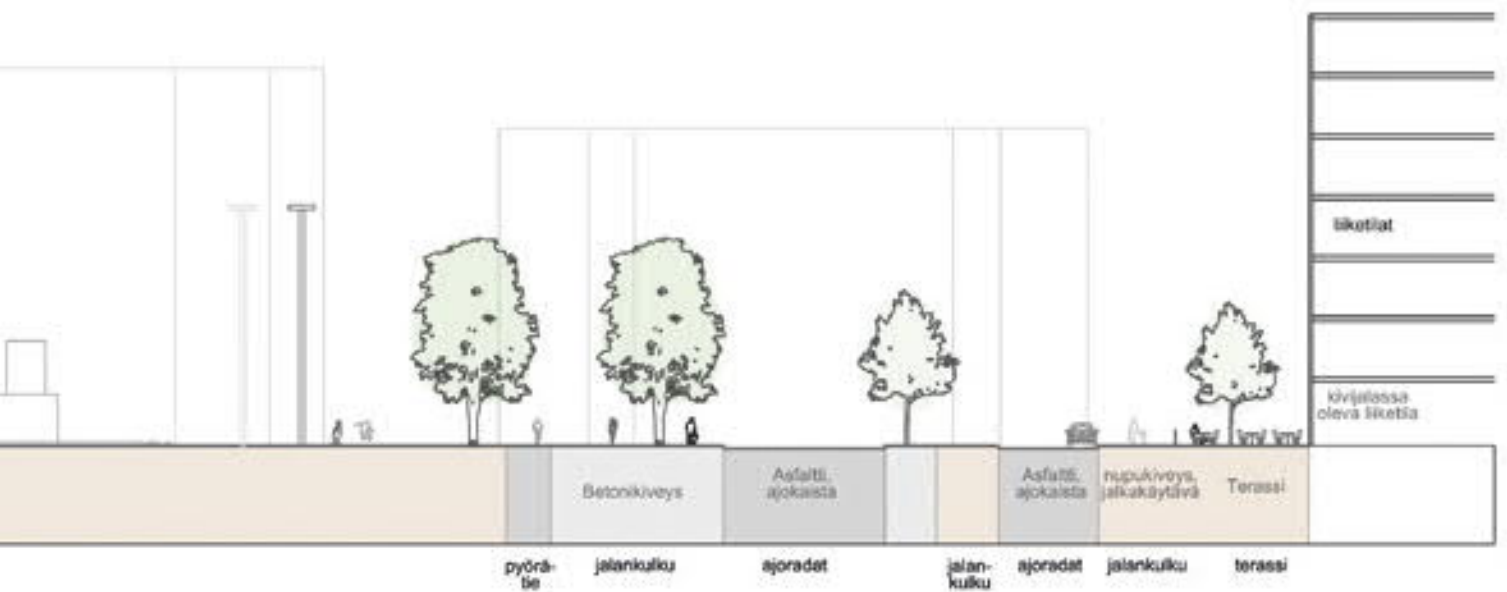 liiketilat
kivijalassa
oleva liiketila
Betonikiveys
Asfaltti,
ajokaista
Asfaltti,
ajokaista
nupukiveys,
jalkakäytävä
Terassi
pyörä-
tie
jalankulku
ajoradat
jalan-
kulku
ajoradat
jalankulku
terassi